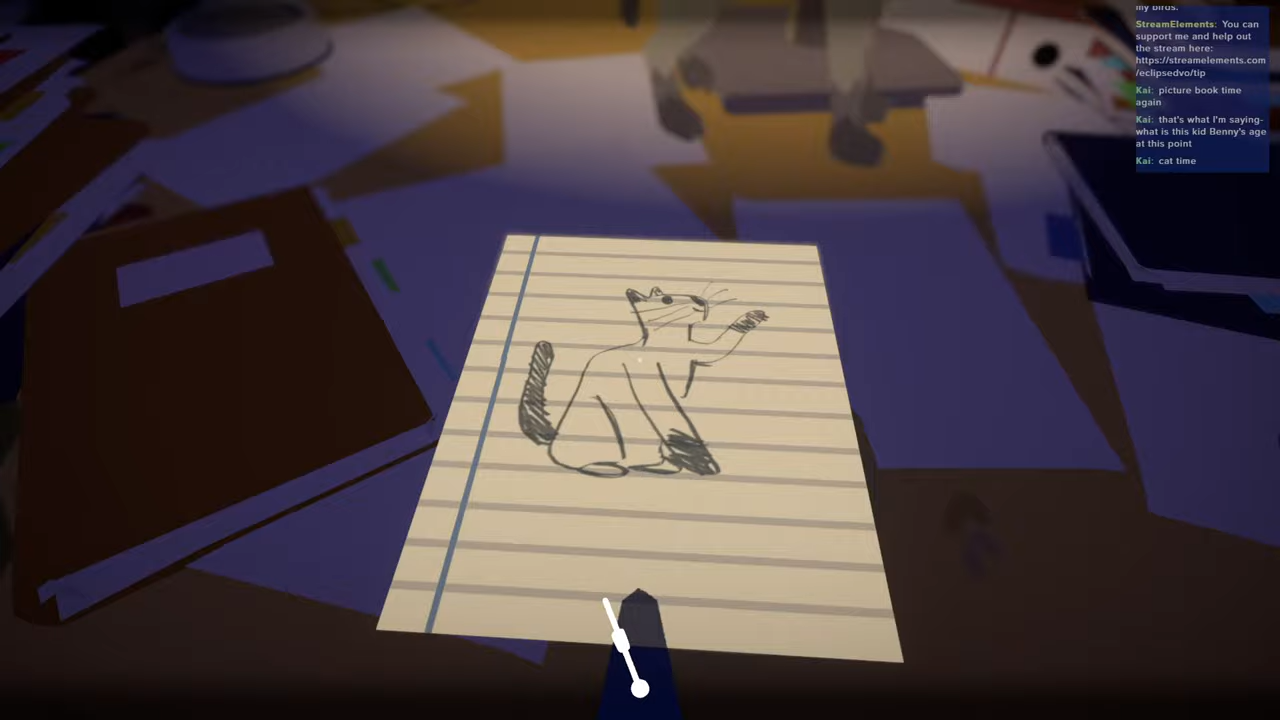 my birds.
StreamElements: You can
support me and help out
the stream here:
https://streamelements.com
/eclipsedvo/tip
Kai: picture book time
again
Kai: that's what I'm saying-
what is this kid Benny's age
at this point
Kai: cat time